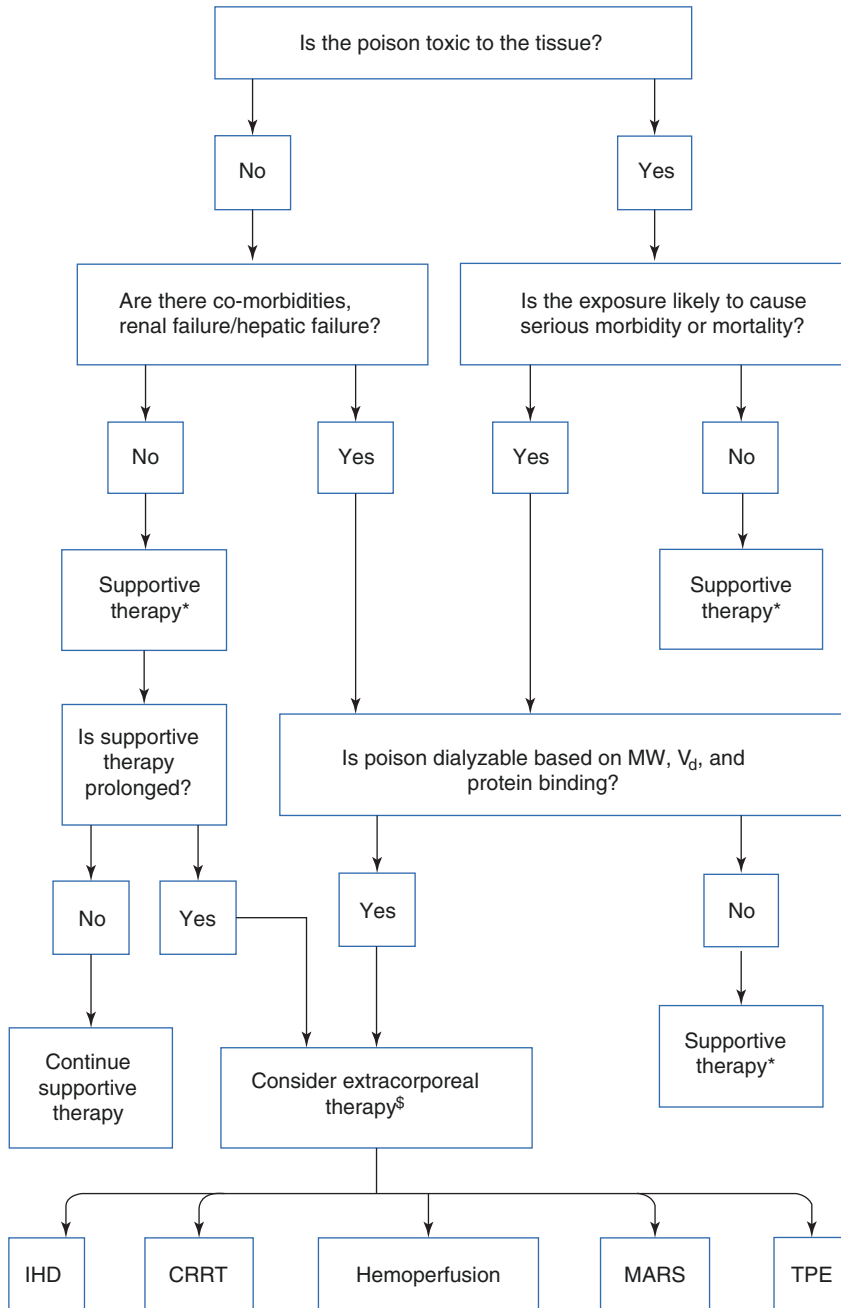 Is the poison toxic to the tissue?
No
Yes
Are there co-morbidities,
renal failure/hepatic failure?
Is the exposure likely to cause
serious morbidity or mortality?
No
Yes
Yes
No
Supportive
therapy*
Supportive
therapy*
Is supportive
therapy
prolonged?
Is poison dialyzable based on MW, V_d, and
protein binding?
No
Yes
Yes
No
Continue
supportive
therapy
Consider extracorporeal
therapy$
Supportive
therapy*
IHD
CRRT
Hemoperfusion
MARS
TPE